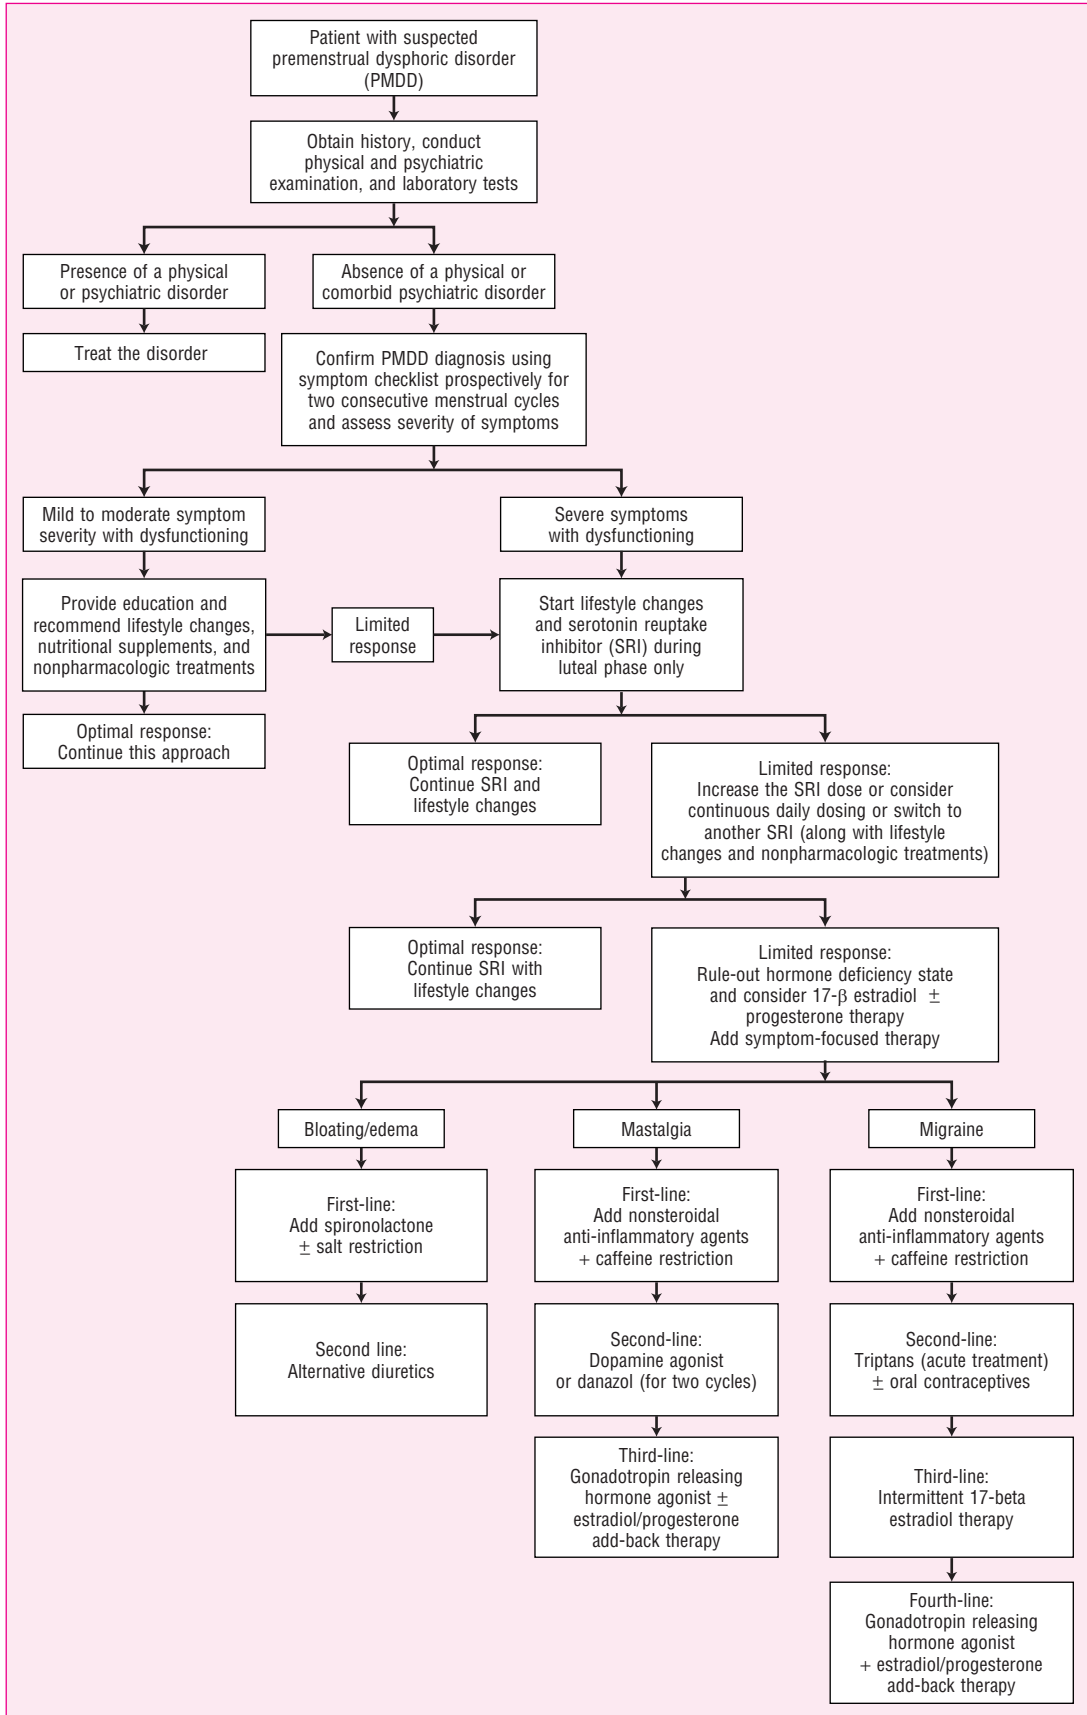 Patient with suspected
premenstrual dysphoric disorder
(PMDD)
Obtain history, conduct
physical and psychiatric
examination, and laboratory tests
Presence of a physical
or psychiatric disorder
Absence of a physical or
comorbid psychiatric disorder
Treat the disorder
Confirm PMDD diagnosis using
symptom checklist prospectively for
two consecutive menstrual cycles
and assess severity of symptoms
Mild to moderate symptom
severity with dysfunctioning
Severe symptoms
with dysfunctioning
Provide education and
recommend lifestyle changes,
nutritional supplements, and
nonpharmacologic treatments
Limited
response
Start lifestyle changes
and serotonin reuptake
inhibitor (SRI) during
luteal phase only
Optimal response:
Continue this approach
Optimal response:
Continue SRI and
lifestyle changes
Limited response:
Increase the SRI dose or consider
continuous daily dosing or switch to
another SRI (along with lifestyle
changes and nonpharmacologic treatments)
Optimal response:
Continue SRI with
lifestyle changes
Limited response:
Rule-out hormone deficiency state
and consider 17-β estradiol ±
progesterone therapy
Add symptom-focused therapy
Bloating/edema
Mastalgia
Migraine
First-line:
Add spironolactone
± salt restriction
First-line:
Add nonsteroidal
anti-inflammatory agents
+ caffeine restriction
First-line:
Add nonsteroidal
anti-inflammatory agents
+ caffeine restriction
Second line:
Alternative diuretics
Second-line:
Dopamine agonist
or danazol (for two cycles)
Second-line:
Triptans (acute treatment)
± oral contraceptives
Third-line:
Gonadotropin releasing
hormone agonist ±
estradiol/progesterone
add-back therapy
Third-line:
Intermittent 17-beta
estradiol therapy
Fourth-line:
Gonadotropin releasing
hormone agonist
+ estradiol/progesterone
add-back therapy